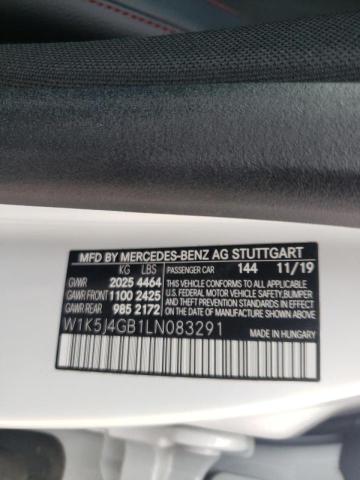 MFD BY MERCEDES-BENZ AG STUTTGART
KG LBS PASSENGER CAR 144 11/19
GVWR 2025 4464
GAWR FRONT 1100 2425
GAWR REAR 985 2172
THIS VEHICLE CONFORMS TO ALL APPLICABLE U.S. FEDERAL MOTOR VEHICLE SAFETY, BUMPER, AND THEFT PREVENTION STANDARDS IN EFFECT ON THE DATE OF MANUFACTURE SHOWN ABOVE.
W1K5J4GB1LN083291
MADE IN HUNGARY